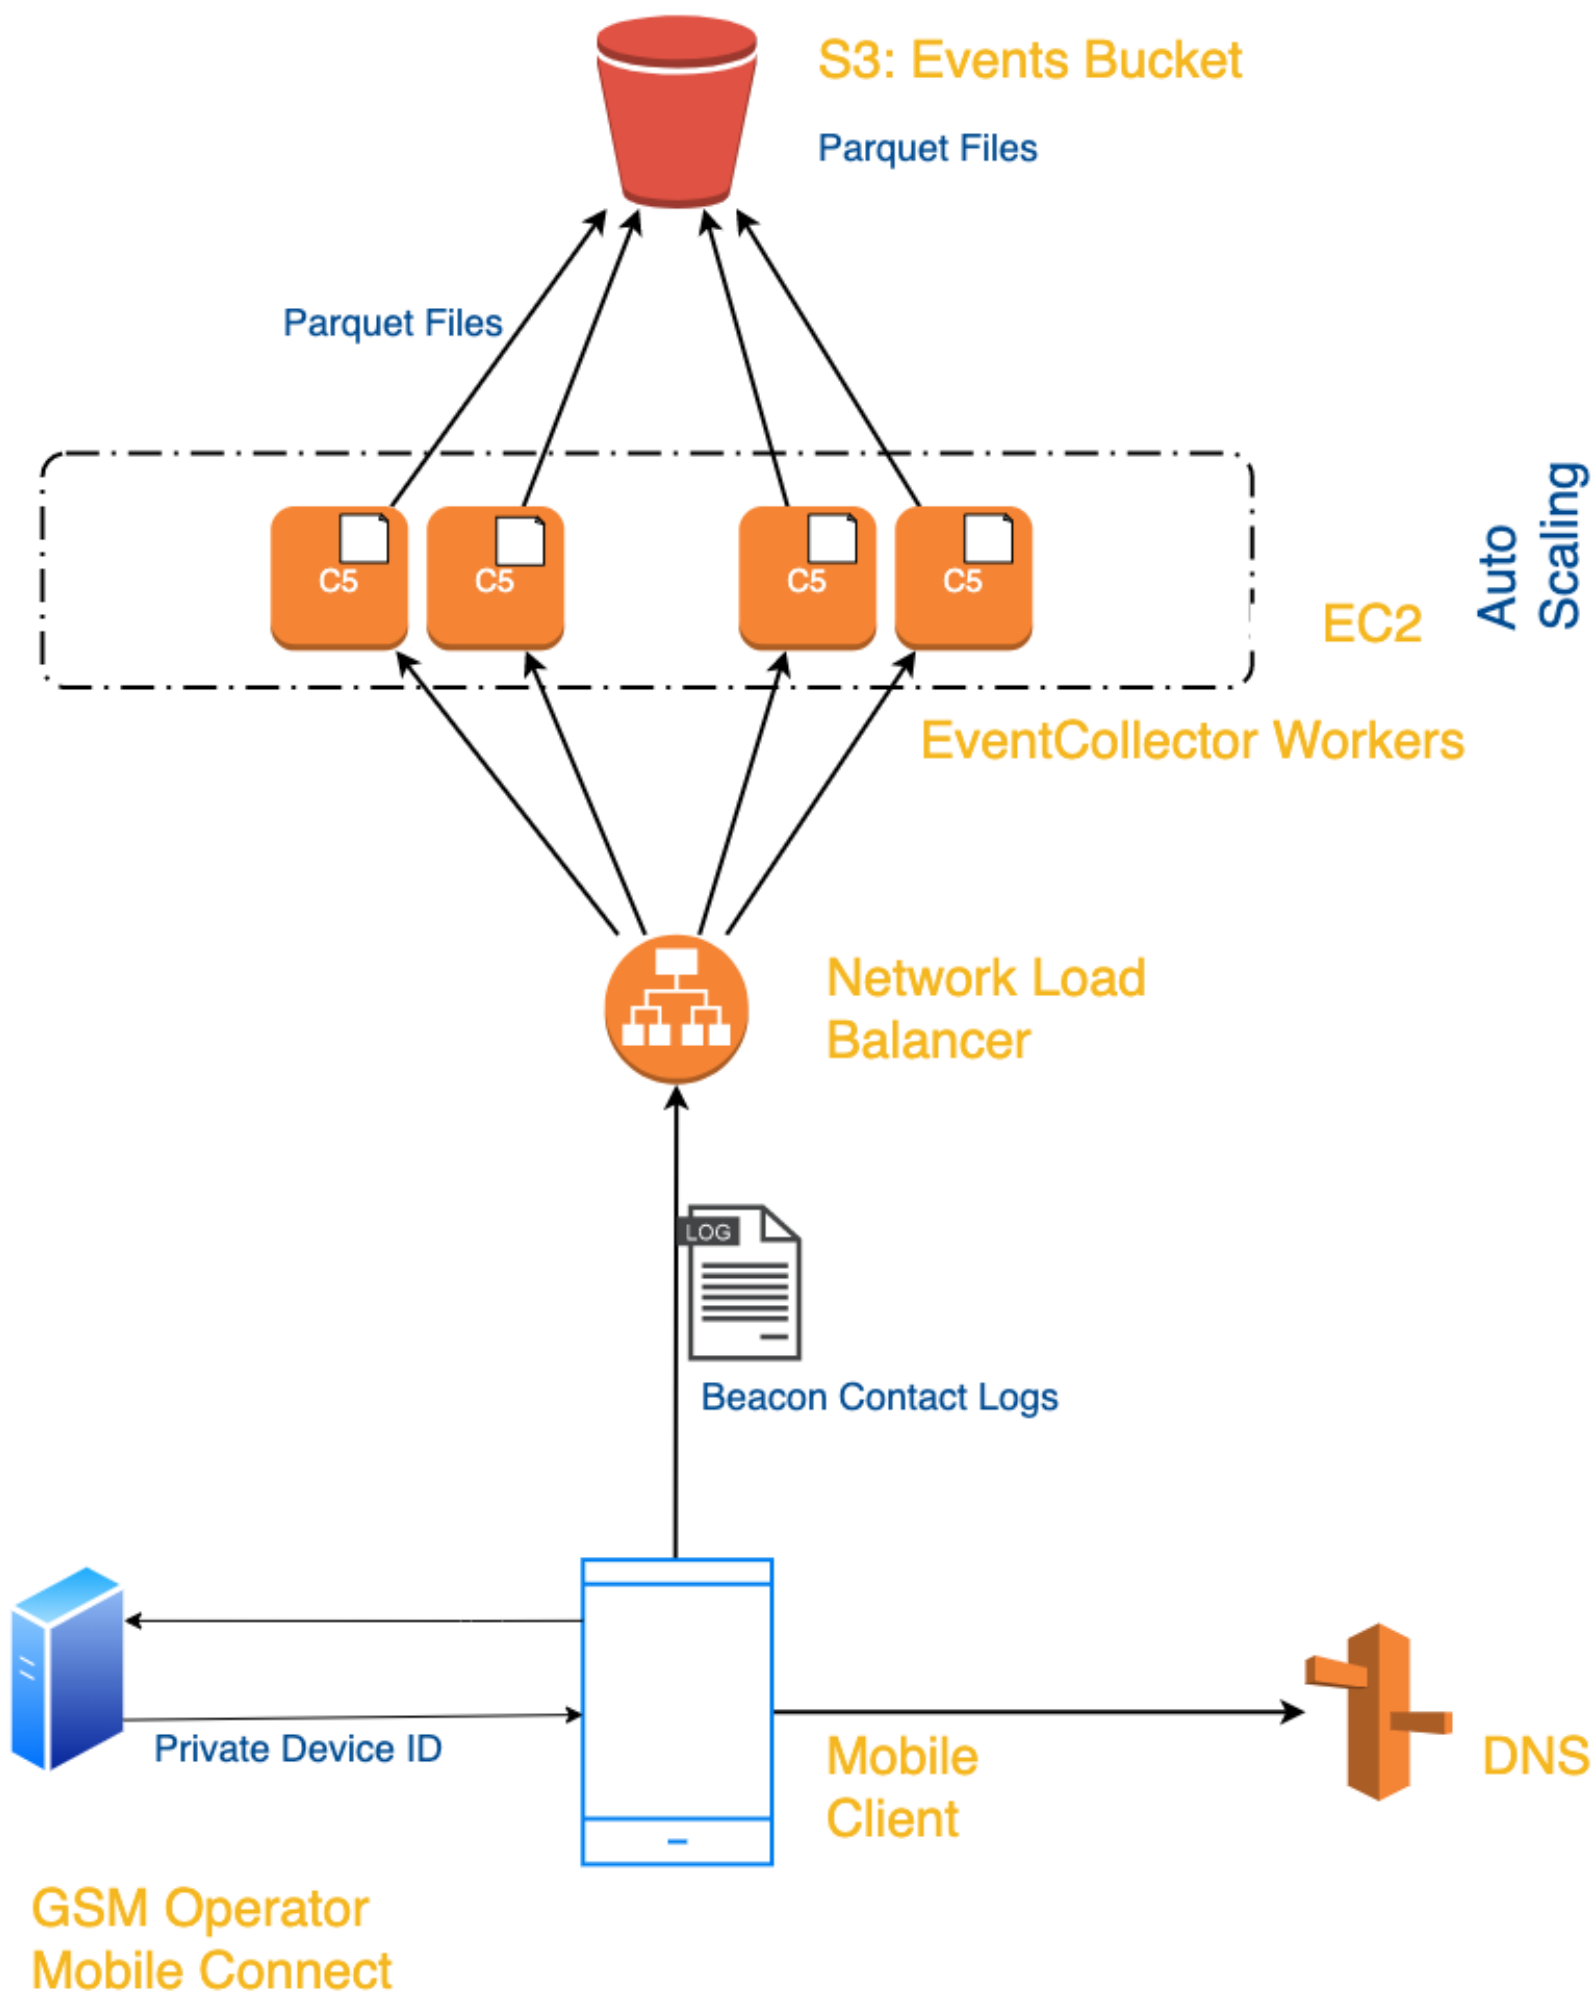 S3: Events Bucket
Parquet Files
Parquet Files
C5
C5
C5
C5
EC2
Auto
Scaling
EventCollector Workers
Network Load
Balancer
LOG
Beacon Contact Logs
Private Device ID
Mobile
Client
DNS
GSM Operator
Mobile Connect